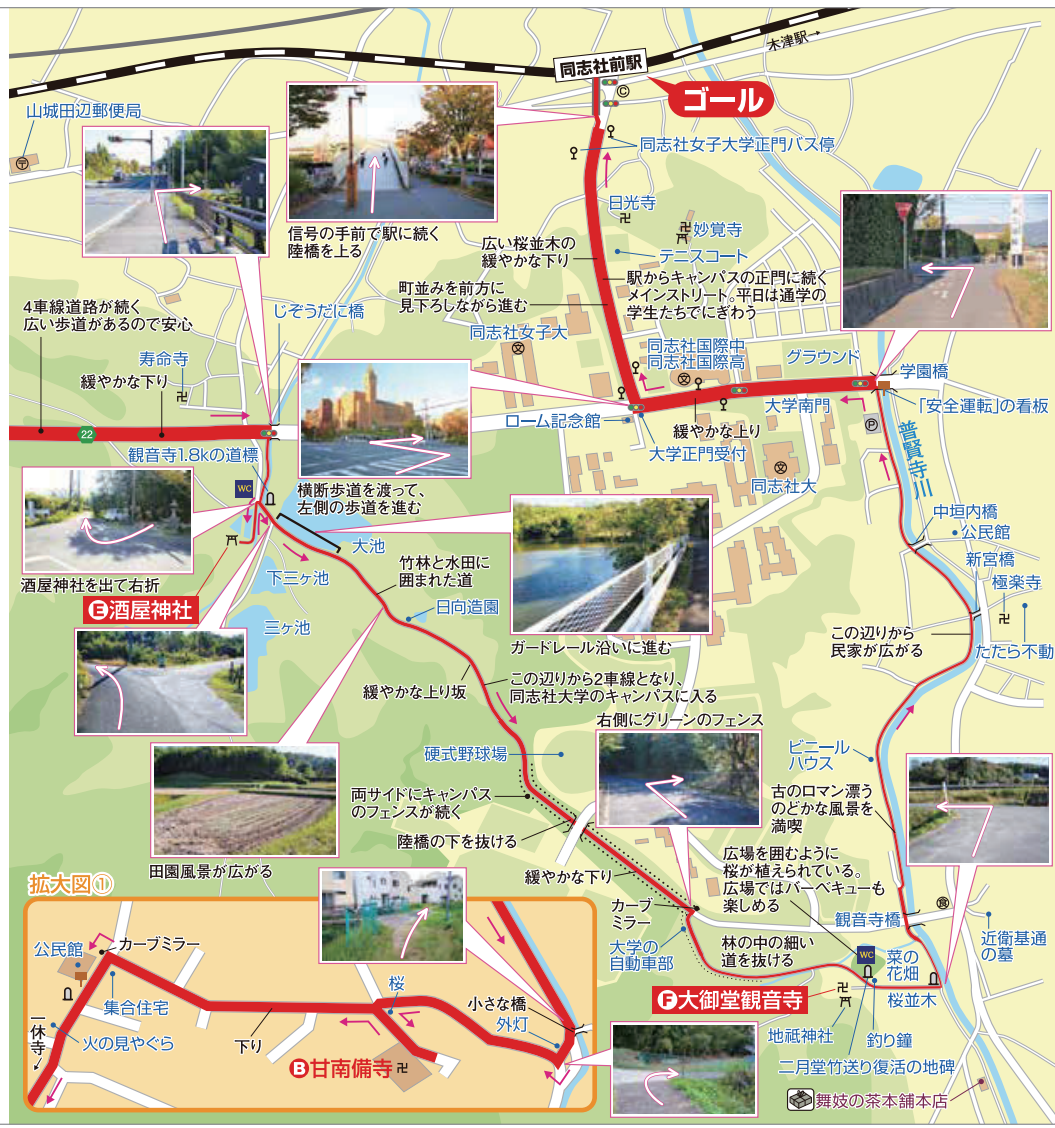 木津駅→
同志社前駅
ゴール
C
山城田辺郵便局
同志社女子大学正門バス停
日光寺
妙覚寺
テニスコート
信号の手前で駅に続く
陸橋を上る
広い桜並木の
緩やかな下り
駅からキャンパスの正門に続く
メインストリート。平日は通学の
学生たちでにぎわう
町並みを前方に
見下ろしながら進む
4車線道路が続く
広い歩道があるので安心
じぞうだに橋
寿命寺
緩やかな下り
同志社女子大
文
同志社国際中
同志社国際高
文
グラウンド
学園橋
「安全運転」の看板
22
ローム記念館
緩やかな上り
大学南門
大学正門受付
P
普賢寺川
観音寺1.8kの道標
WC
横断歩道を渡って、
左側の歩道を進む
文
同志社大
大池
中垣内橋
公民館
新宮橋
極楽寺
たたら不動
酒屋神社を出て右折
E酒屋神社
下三ヶ池
三ヶ池
竹林と水田に
囲まれた道
日向造園
ガードレール沿いに進む
この辺りから
民家が広がる
緩やかな上り坂
この辺りから2車線となり、
同志社大学のキャンパスに入る
右側にグリーンのフェンス
硬式野球場
ビニール
ハウス
両サイドにキャンパス
のフェンスが続く
古のロマン漂う
のどかな風景を
満喫
陸橋の下を抜ける
田園風景が広がる
緩やかな下り
広場を囲むように
桜が植えられている。
広場ではバーベキューも
楽しめる
カーブ
ミラー
観音寺橋
食
近衛基通
の墓
大学の
自動車部
林の中の細い
道を抜ける
WC
菜の
花畑
桜並木
F大御堂観音寺
地祇神社
釣り鐘
二月堂竹送り復活の地碑
舞妓の茶本舗本店
拡大図①
公民館
カーブミラー
集合住宅
桜
小さな橋
外灯
一休寺→
火の見やぐら
下り
B甘南備寺